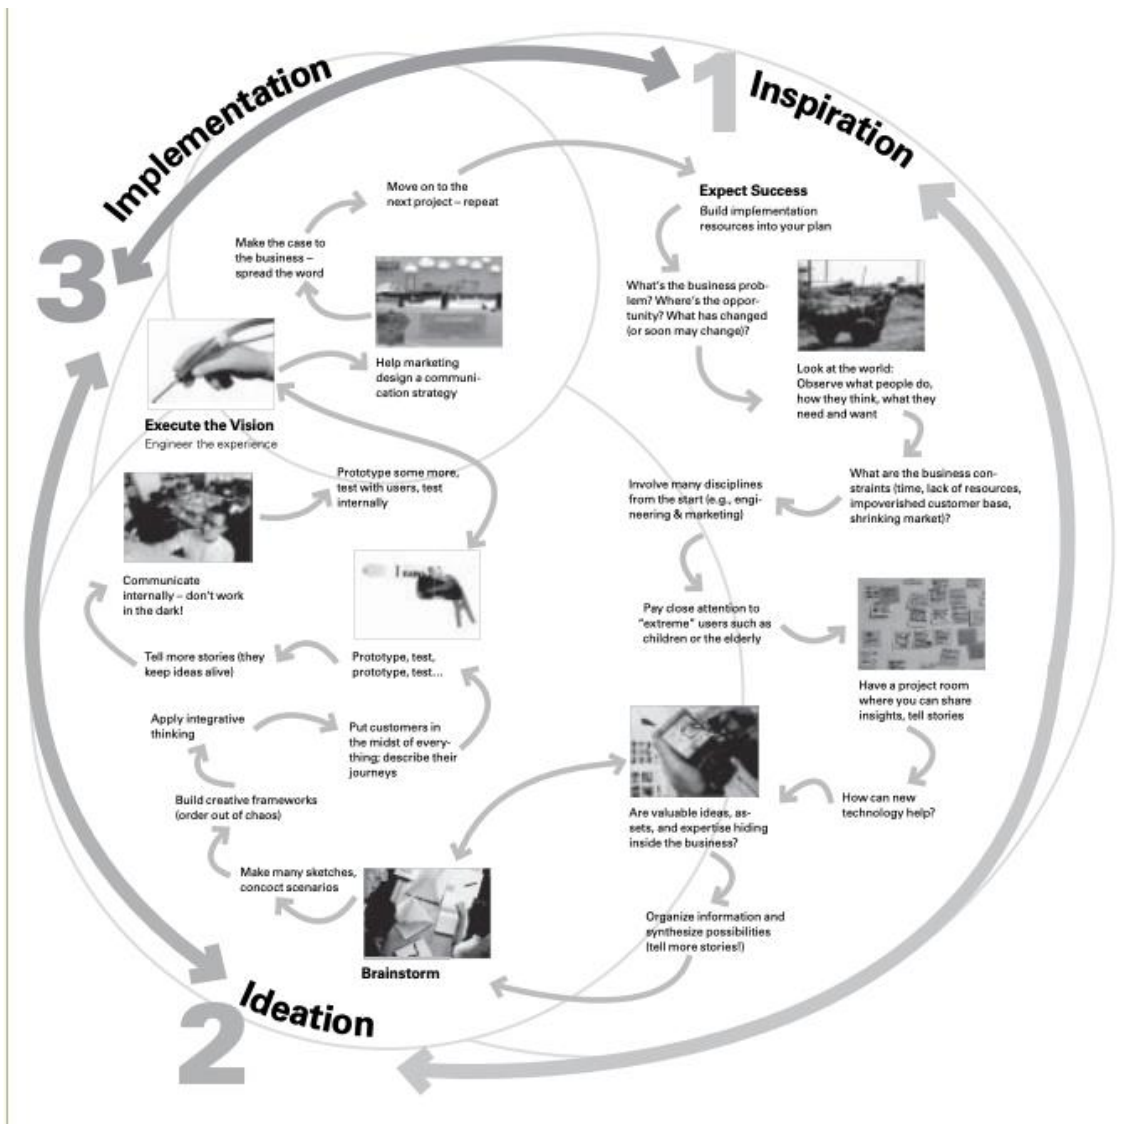 1
Inspiration
Expect Success
Build implementation
resources into your plan
What's the business prob-
lem? Where's the oppor-
tunity? What has changed
(or soon may change)?
Look at the world:
Observe what people do,
how they think, what they
need and want
What are the business con-
straints (time, lack of resources,
impoverished customer base,
shrinking market)?
Involve many disciplines
from the start (e.g., engi-
neering & marketing)
Pay close attention to
"extreme" users such as
children or the elderly
Have a project room
where you can share
insights, tell stories
How can new
technology help?
Are valuable ideas, as-
sets, and expertise hiding
inside the business?
Organize information and
synthesize possibilities
(tell more stories!)
2
Ideation
Brainstorm
Make many sketches,
concoct scenarios
Build creative frameworks
(order out of chaos)
Apply integrative
thinking
Put customers in
the midst of every-
thing; describe their
journeys
Prototype, test,
prototype, test...
Tell more stories (they
keep ideas alive)
Communicate
internally – don't work
in the dark!
Prototype some more,
test with users, test
internally
3
Implementation
Execute the Vision
Engineer the experience
Help marketing
design a communi-
cation strategy
Make the case to
the business –
spread the word
Move on to the
next project – repeat